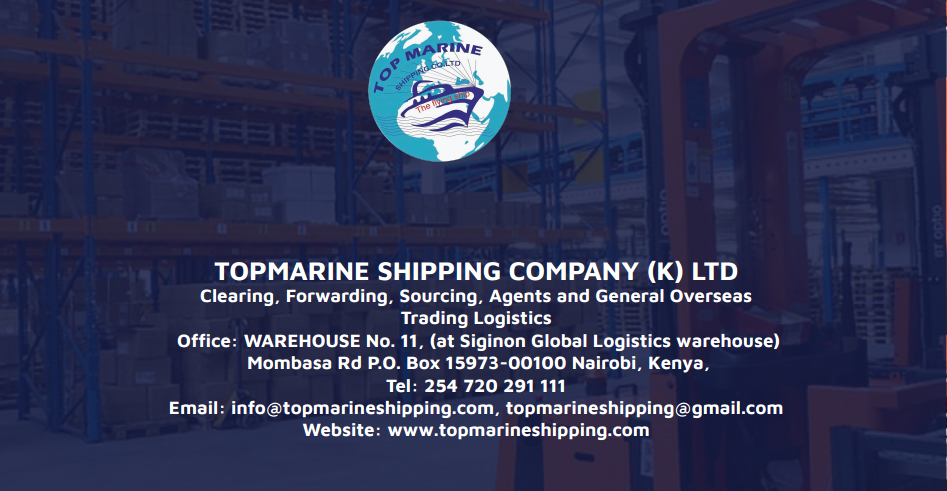 TOP MARINE
SHIPPING CO.LTD
TOPMARINE SHIPPING COMPANY (K) LTD
Clearing, Forwarding, Sourcing, Agents and General Overseas
Trading Logistics
Office: WAREHOUSE No. 11, (at Siginon Global Logistics warehouse)
Mombasa Rd P.O. Box 15973-00100 Nairobi, Kenya,
Tel: 254 720 291 111
Email: info@topmarineshipping.com, topmarineshipping@gmail.com
Website: www.topmarineshipping.com